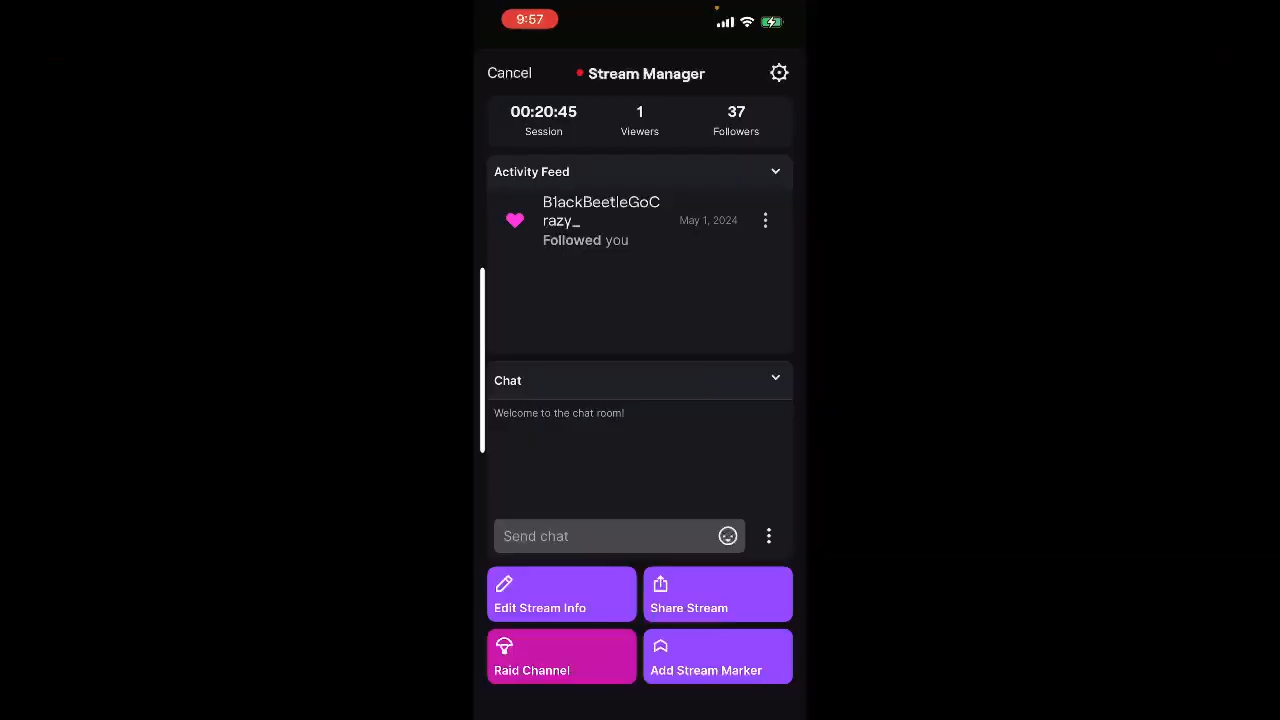 9:57
Cancel
Stream Manager
00:20:45
1
37
Session
Viewers
Followers
Activity Feed
B1ackBeetleGoC
razy_
May 1, 2024
Followed you
Chat
Welcome to the chat room!
Send chat
Edit Stream Info
Share Stream
Raid Channel
Add Stream Marker